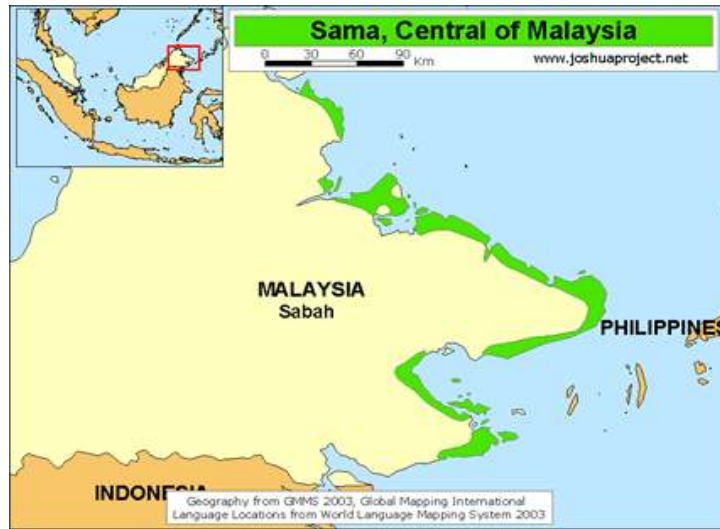 Sama, Central of Malaysia
0 30 60 90
Km
www.joshuaproject.net
MALAYSIA
Sabah
PHILIPPINES
INDONESIA
Geography from GMMS 2003, Global Mapping International
Language Locations from World Language Mapping System 2003